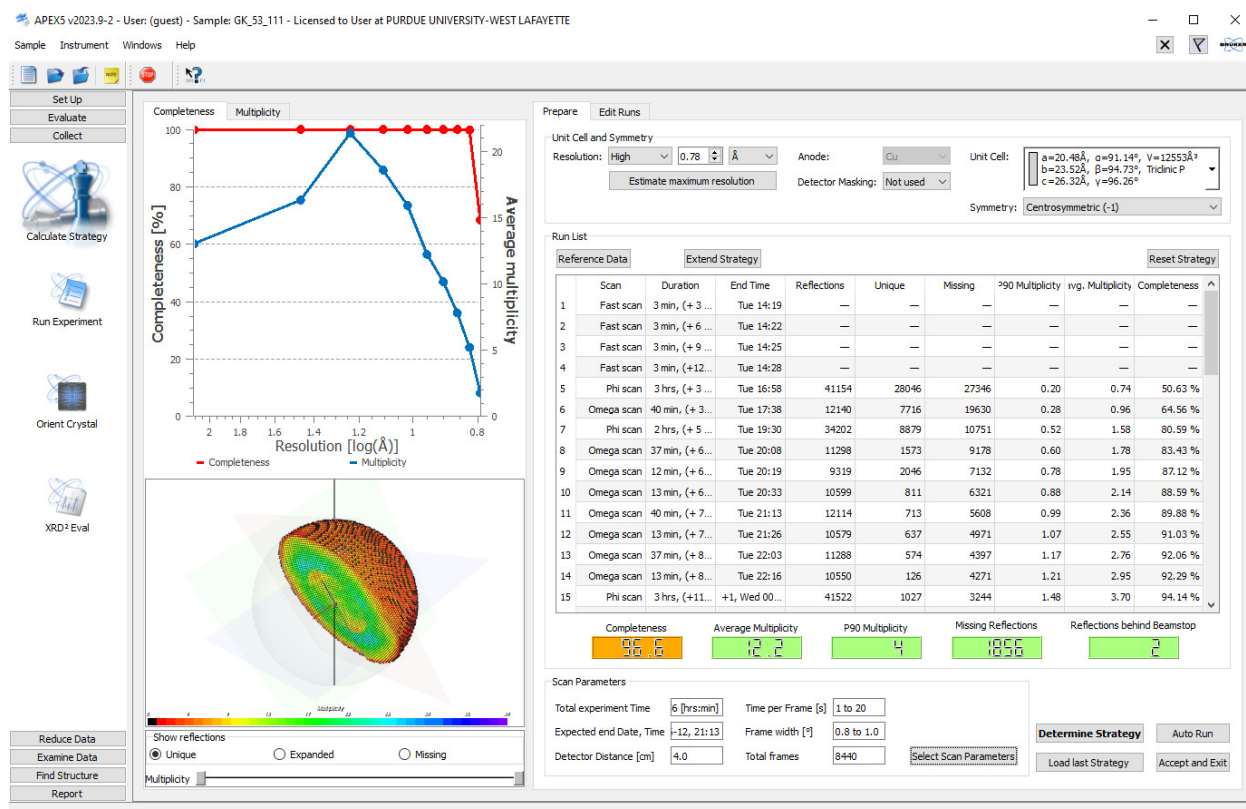 APEX5 v2023.9-2 - User: (guest) - Sample: GK_53_111 - Licensed to User at PURDUE UNIVERSITY-WEST LAFAYETTE
Sample Instrument Windows Help
BRUKER
NOTE STOP
Set Up
Evaluate
Collect
Calculate Strategy
Run Experiment
Orient Crystal
XRD² Eval
Reduce Data
Examine Data
Find Structure
Report
Completeness Multiplicity
100
80
60
40
20
0
Completeness [%]
20
15
10
5
0
Average multiplicity
2 1.8 1.6 1.4 1.2 1 0.8
Resolution [log(Å)]
Completeness Multiplicity
Multiplicity
Show reflections
Unique Expanded Missing
Multiplicity
Prepare Edit Runs
Unit Cell and Symmetry
Resolution: High 0.78 Å Anode: Cu Unit Cell: a=20.48Å, α=91.14°, V=12553Å³
b=23.52Å, β=94.73°, Triclinic P
c=26.32Å, γ=96.26°
Estimate maximum resolution Detector Masking: Not used
Symmetry: Centrosymmetric (-1)
Run List
Reference Data Extend Strategy Reset Strategy
Scan Duration End Time Reflections Unique Missing P90 Multiplicity avg. Multiplicity Completeness
1 Fast scan 3 min, (+ 3 ... Tue 14:19 — — — — — —
2 Fast scan 3 min, (+ 6 ... Tue 14:22 — — — — — —
3 Fast scan 3 min, (+ 9 ... Tue 14:25 — — — — — —
4 Fast scan 3 min, (+12... Tue 14:28 — — — — — —
5 Phi scan 3 hrs, (+ 3 ... Tue 16:58 41154 28046 27346 0.20 0.74 50.63 %
6 Omega scan 40 min, (+ 3... Tue 17:38 12140 7716 19630 0.28 0.96 64.56 %
7 Phi scan 2 hrs, (+ 5 ... Tue 19:30 34202 8879 10751 0.52 1.58 80.59 %
8 Omega scan 37 min, (+ 6... Tue 20:08 11298 1573 9178 0.60 1.78 83.43 %
9 Omega scan 12 min, (+ 6... Tue 20:19 9319 2046 7132 0.78 1.95 87.12 %
10 Omega scan 13 min, (+ 6... Tue 20:33 10599 811 6321 0.88 2.14 88.59 %
11 Omega scan 40 min, (+ 7... Tue 21:13 12114 713 5608 0.99 2.36 89.88 %
12 Omega scan 13 min, (+ 7... Tue 21:26 10579 637 4971 1.07 2.55 91.03 %
13 Omega scan 37 min, (+ 8... Tue 22:03 11288 574 4397 1.17 2.76 92.06 %
14 Omega scan 13 min, (+ 8... Tue 22:16 10550 126 4271 1.21 2.95 92.29 %
15 Phi scan 3 hrs, (+11... +1, Wed 00... 41522 1027 3244 1.48 3.70 94.14 %
Completeness Average Multiplicity P90 Multiplicity Missing Reflections Reflections behind Beamstop
96.6 12.2 4 1856 2
Scan Parameters
Total experiment Time 6 [hrs:min] Time per Frame [s] 1 to 20
Expected end Date, Time -12, 21:13 Frame width [°] 0.8 to 1.0
Detector Distance [cm] 4.0 Total frames 8440 Select Scan Parameters
Determine Strategy Auto Run
Load last Strategy Accept and Exit